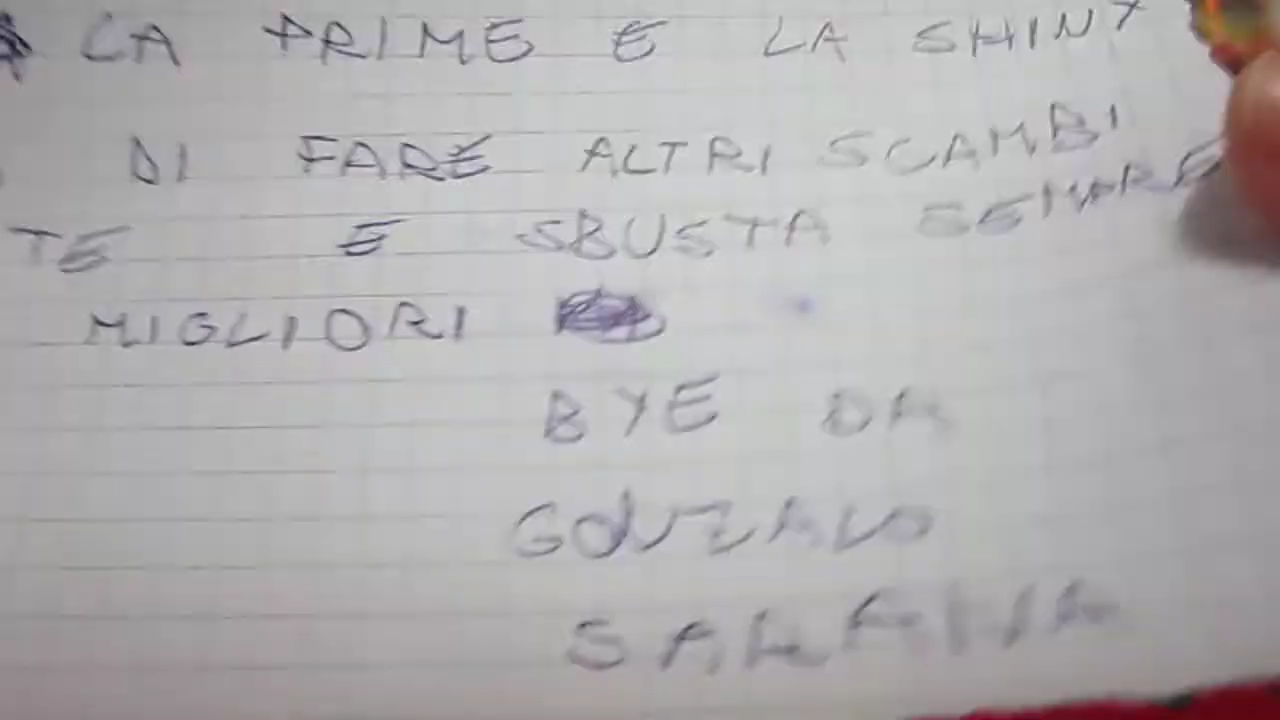 LA PRIME E LA SHINY
DI FARE ALTRI SCAMBI
TE E SBUSTA SEMPRE
MIGLIORI
BYE DA
GONZALO